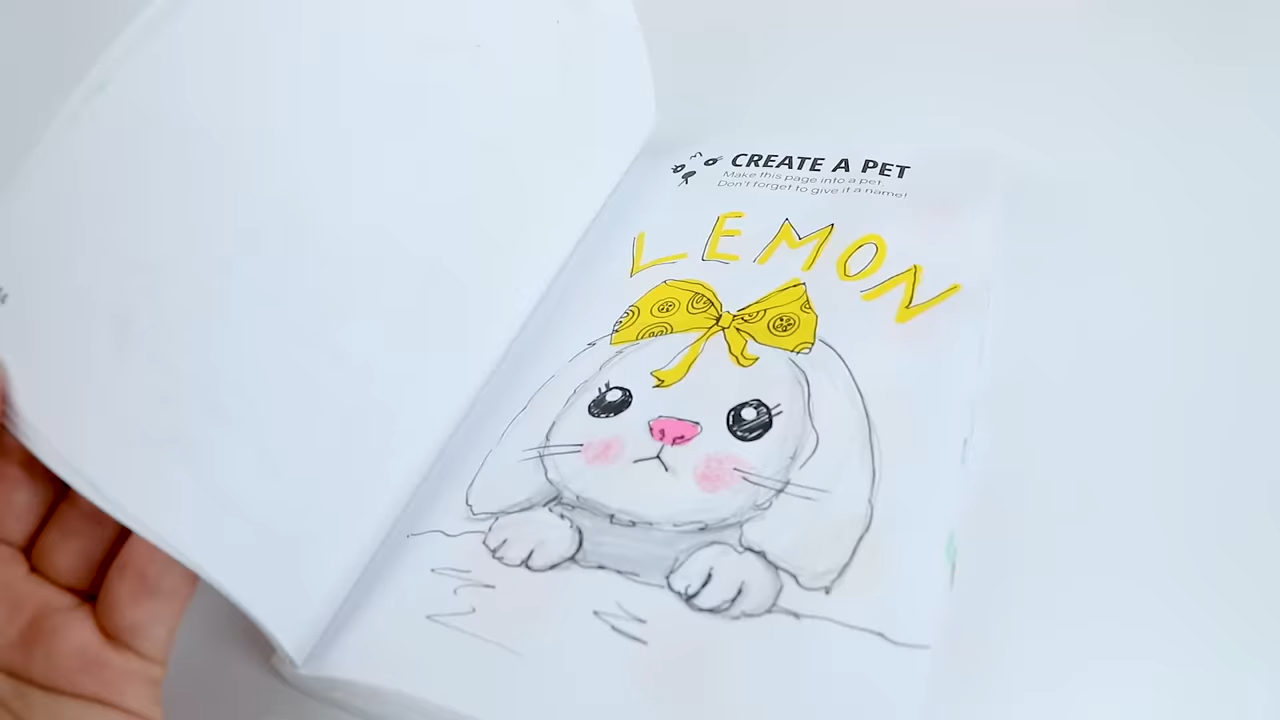 CREATE A PET
Make this page into a pet.
Don't forget to give it a name!
LEMON